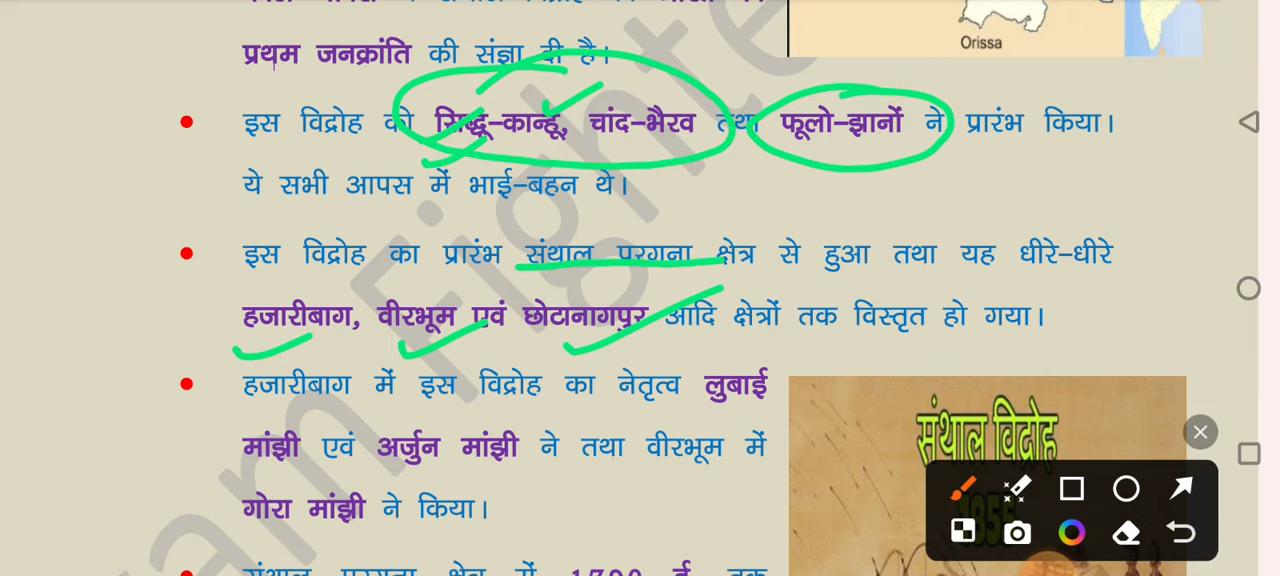 प्रथम जनक्रांति की संज्ञा दी है।
Orissa
इस विद्रोह को सिद्धू-कान्हू, चांद-भैरव तथा फूलो-झानों ने प्रारंभ किया।
ये सभी आपस में भाई-बहन थे।
इस विद्रोह का प्रारंभ संथाल परगना क्षेत्र से हुआ तथा यह धीरे-धीरे
हजारीबाग, वीरभूम एवं छोटानागपुर आदि क्षेत्रों तक विस्तृत हो गया।
हजारीबाग में इस विद्रोह का नेतृत्व लुबाई
मांझी एवं अर्जुन मांझी ने तथा वीरभूम में
गोरा मांझी ने किया।
संथाल विद्रोह